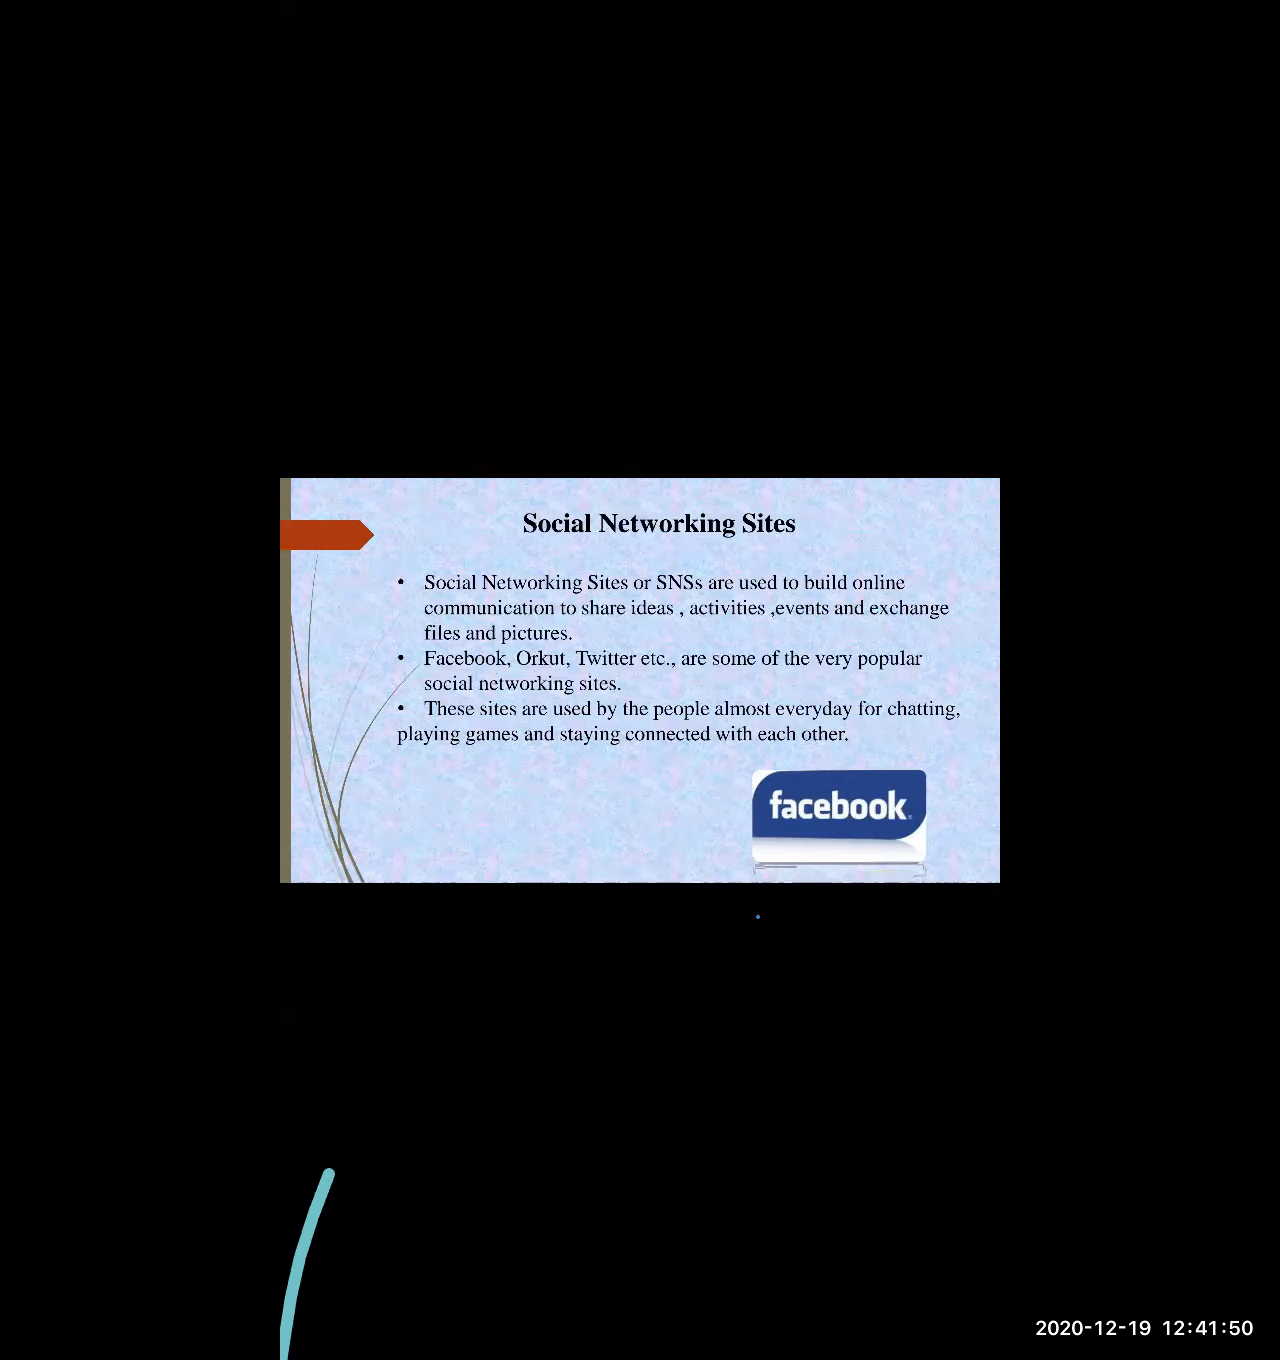 Social Networking Sites
• Social Networking Sites or SNSs are used to build online
communication to share ideas , activities ,events and exchange
files and pictures.
• Facebook, Orkut, Twitter etc., are some of the very popular
social networking sites.
• These sites are used by the people almost everyday for chatting,
playing games and staying connected with each other.
facebook
2020-12-19 12:41:50